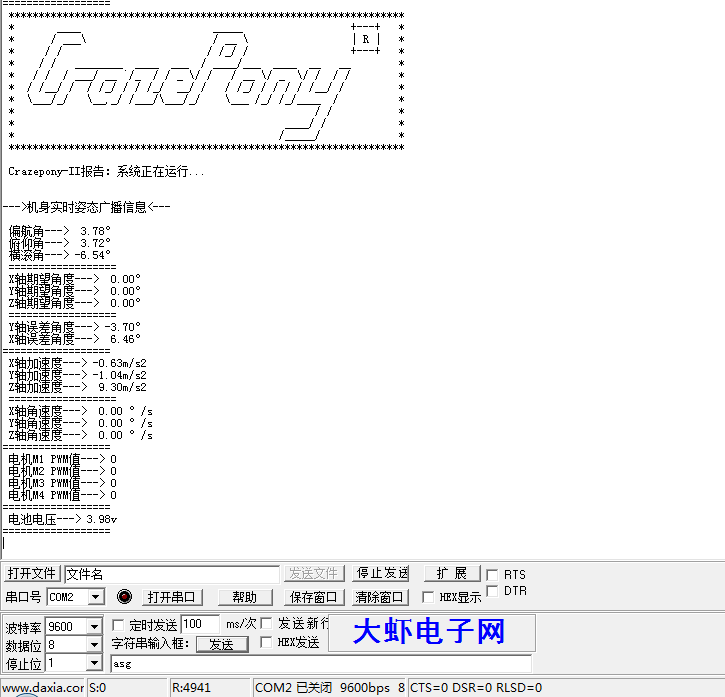 ==================
******************************************************************
R
Crazepony-II报告: 系统正在运行...
--->机身实时姿态广播信息<---
偏航角---> 3.78°
俯仰角---> 3.72°
横滚角---> -6.54°
==================
X轴期望角度---> 0.00°
Y轴期望角度---> 0.00°
Z轴期望角度---> 0.00°
==================
Y轴误差角度---> -3.70°
X轴误差角度---> 6.46°
==================
X轴加速度---> -0.63m/s2
Y轴加速度---> -1.04m/s2
Z轴加速度---> 9.30m/s2
==================
X轴角速度---> 0.00 ° /s
Y轴角速度---> 0.00 ° /s
Z轴角速度---> 0.00 ° /s
==================
电机M1 PWM值---> 0
电机M2 PWM值---> 0
电机M3 PWM值---> 0
电机M4 PWM值---> 0
==================
电池电压---> 3.98v
==================
打开文件 文件名 发送文件 停止发送 扩 展 RTS
串口号 COM2 打开串口 帮助 保存窗口 清除窗口 HEX显示 DTR
波特率 9600 定时发送 100 ms/次 发送新行
数据位 8 字符串输入框: 发送 HEX发送 大虾电子网
停止位 1 asg
www.daxia.cor S:0 R:4941 COM2 已关闭 9600bps 8 CTS=0 DSR=0 RLSD=0